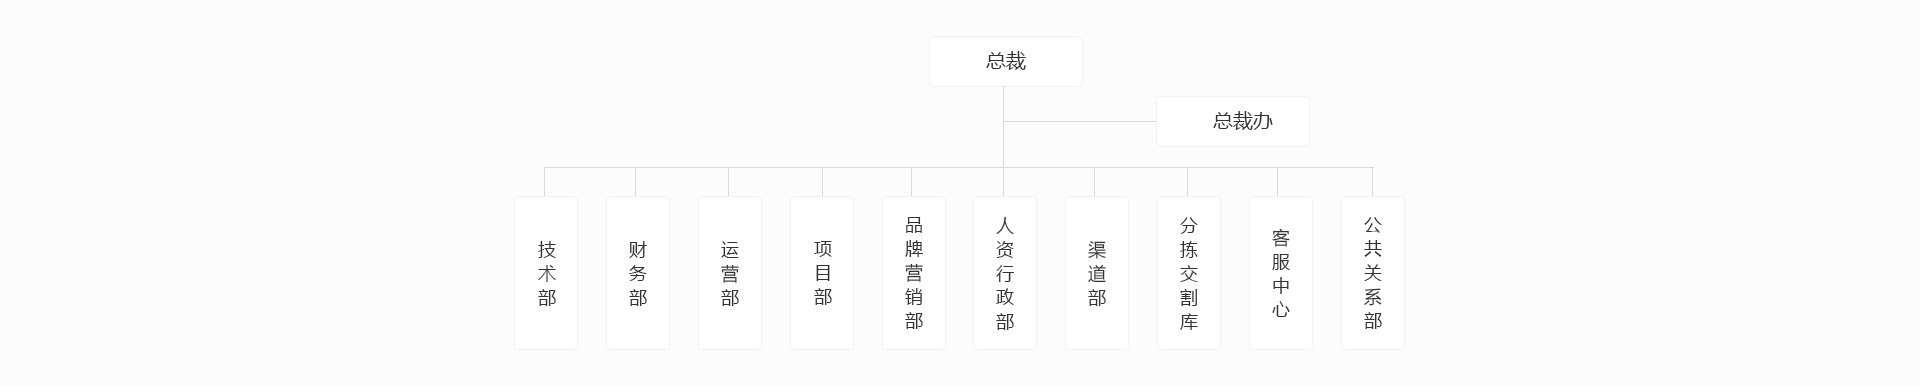 总裁
总裁办
技术部
财务部
运营部
项目部
品牌营销部
人资行政部
渠道部
分拣交割库
客服中心
公共关系部